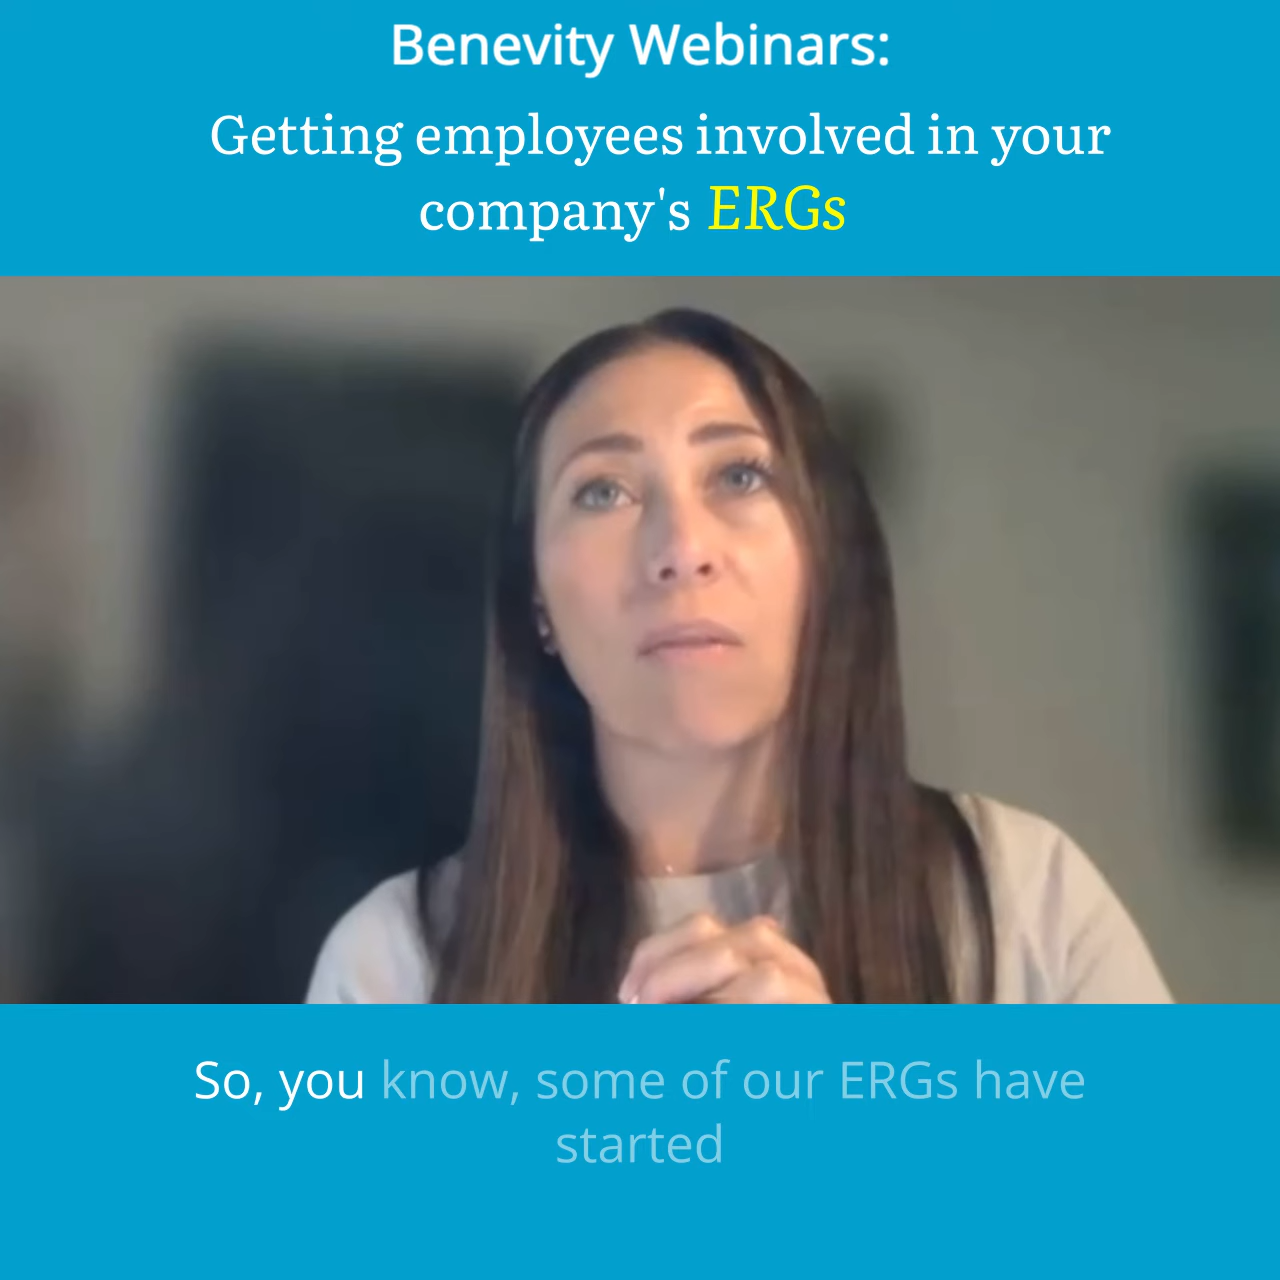 Benevity Webinars:
Getting employees involved in your
company's ERGs
So, you know, some of our ERGs have
started